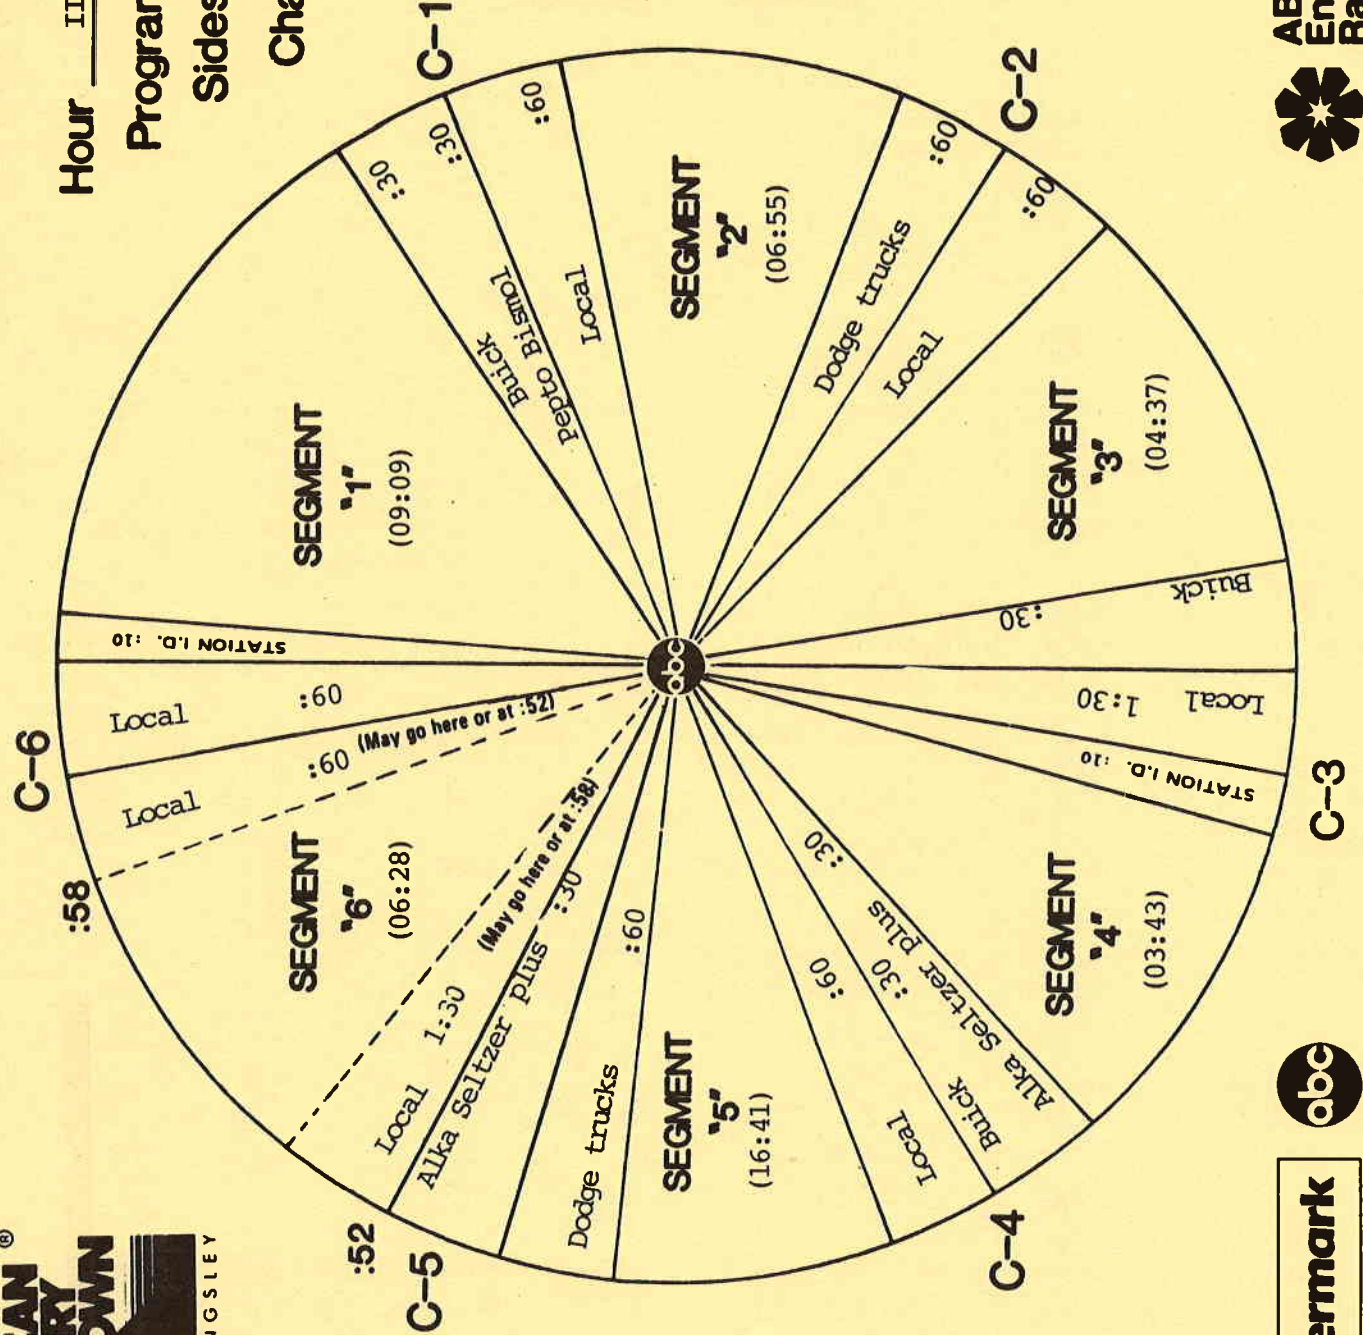 Hour II
C-1
C-6
STATION I.D. :10
SEGMENT
"1"
(09:09)
Buick :30
Pepto Bismol :30
Local :60
SEGMENT
"2"
(06:55)
C-2
Dodge trucks :60
Local :60
SEGMENT
"3"
(04:37)
Buick :30
C-3
Local 1:30
STATION I.D. :10
SEGMENT
"4"
(03:43)
C-4
Alka Seltzer plus :30
Buick :30
Local :60
SEGMENT
"5"
(16:41)
C-5
Dodge trucks :60
Alka Seltzer plus :30
:52
Local 1:30
(May go here or at :58)
SEGMENT
"6"
(06:28)
:58
Local :60
(May go here or at :52)
Local :60
abc
abc
®